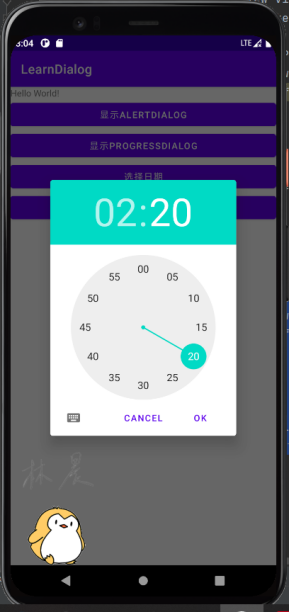 3:04 LTE
LearnDialog
Hello World!
显示ALERTDIALOG
显示PROGRESSDIALOG
选择日期
02:20
00
55 05
50 10
45 15
40 20
35 25
30
CANCEL OK
林晨